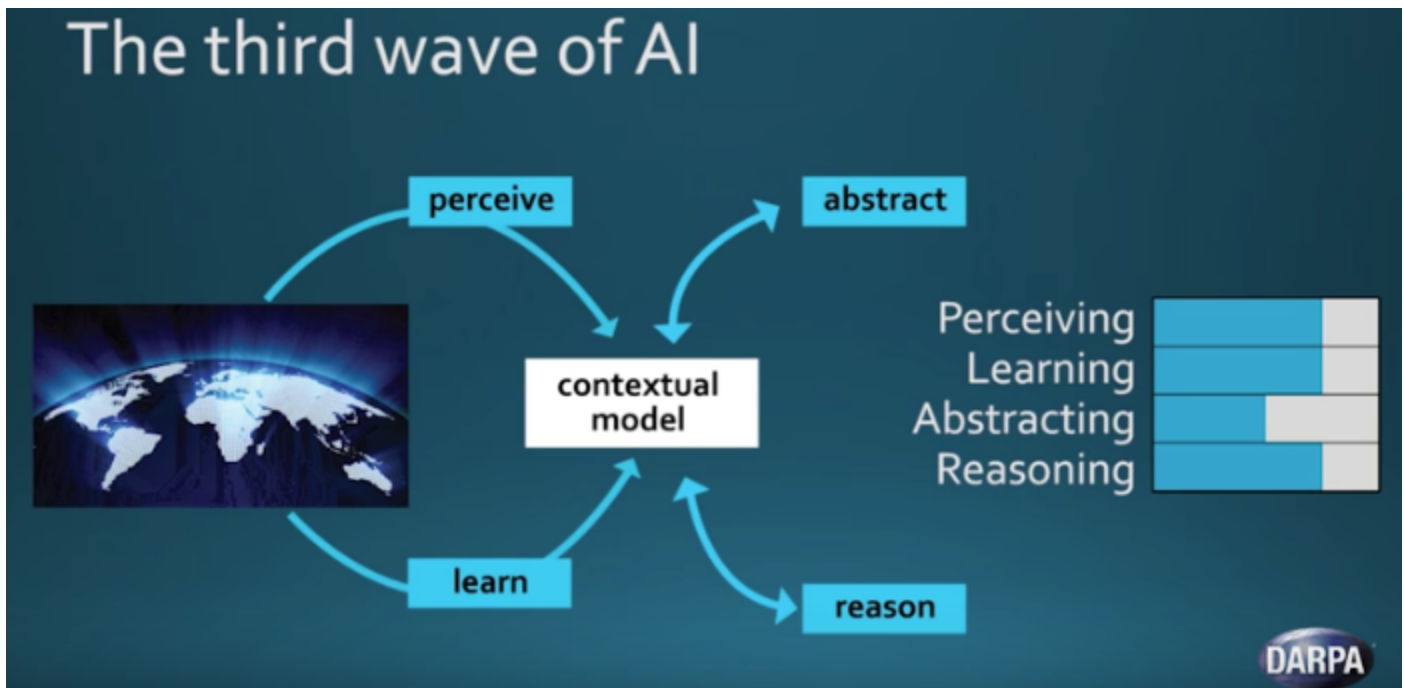 The third wave of AI
perceive
abstract
contextual
model
learn
reason
Perceiving
Learning
Abstracting
Reasoning
DARPA